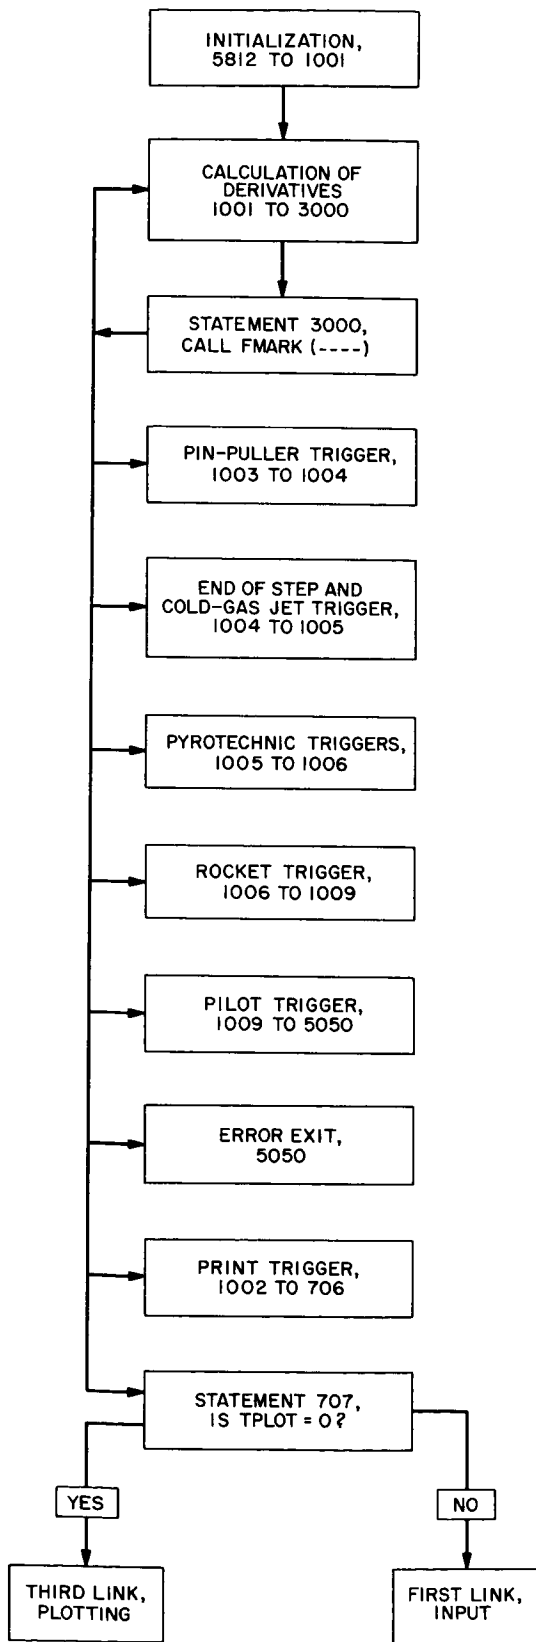 INITIALIZATION,
5812 TO 1001
CALCULATION OF
DERIVATIVES
1001 TO 3000
STATEMENT 3000,
CALL FMARK (----)
PIN-PULLER TRIGGER,
1003 TO 1004
END OF STEP AND
COLD-GAS JET TRIGGER,
1004 TO 1005
PYROTECHNIC TRIGGERS,
1005 TO 1006
ROCKET TRIGGER,
1006 TO 1009
PILOT TRIGGER,
1009 TO 5050
ERROR EXIT,
5050
PRINT TRIGGER,
1002 TO 706
STATEMENT 707,
IS TPLOT = 0?
YES
NO
THIRD LINK,
PLOTTING
FIRST LINK,
INPUT